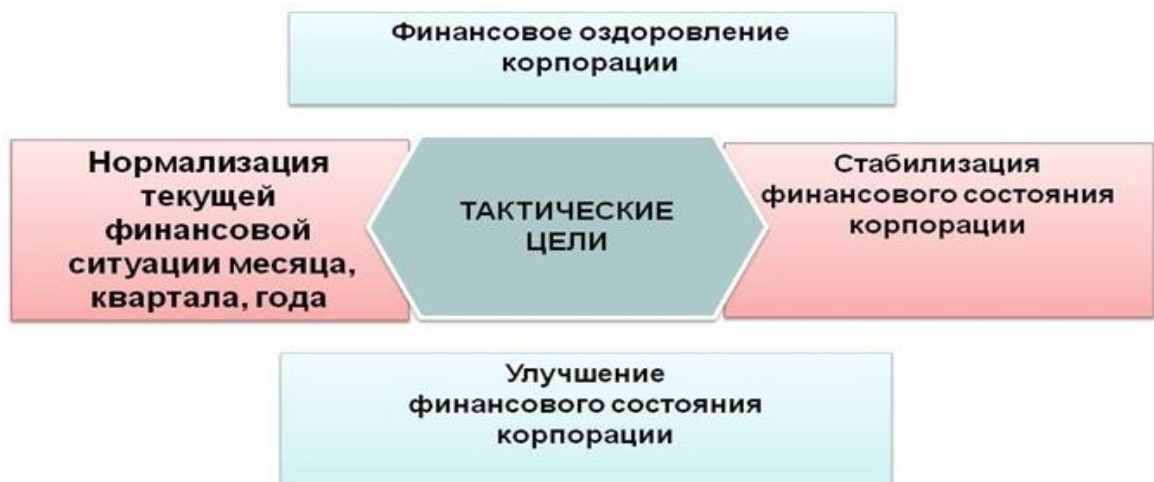 Финансовое оздоровление
корпорации
Нормализация
текущей
финансовой
ситуации месяца,
квартала, года
ТАКТИЧЕСКИЕ
ЦЕЛИ
Стабилизация
финансового состояния
корпорации
Улучшение
финансового состояния
корпорации